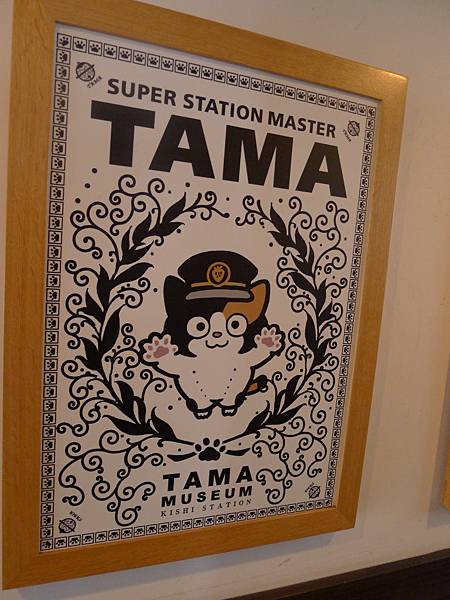 SUPER STATION MASTER
TAMA
TAMA
MUSEUM
KISHI STATION